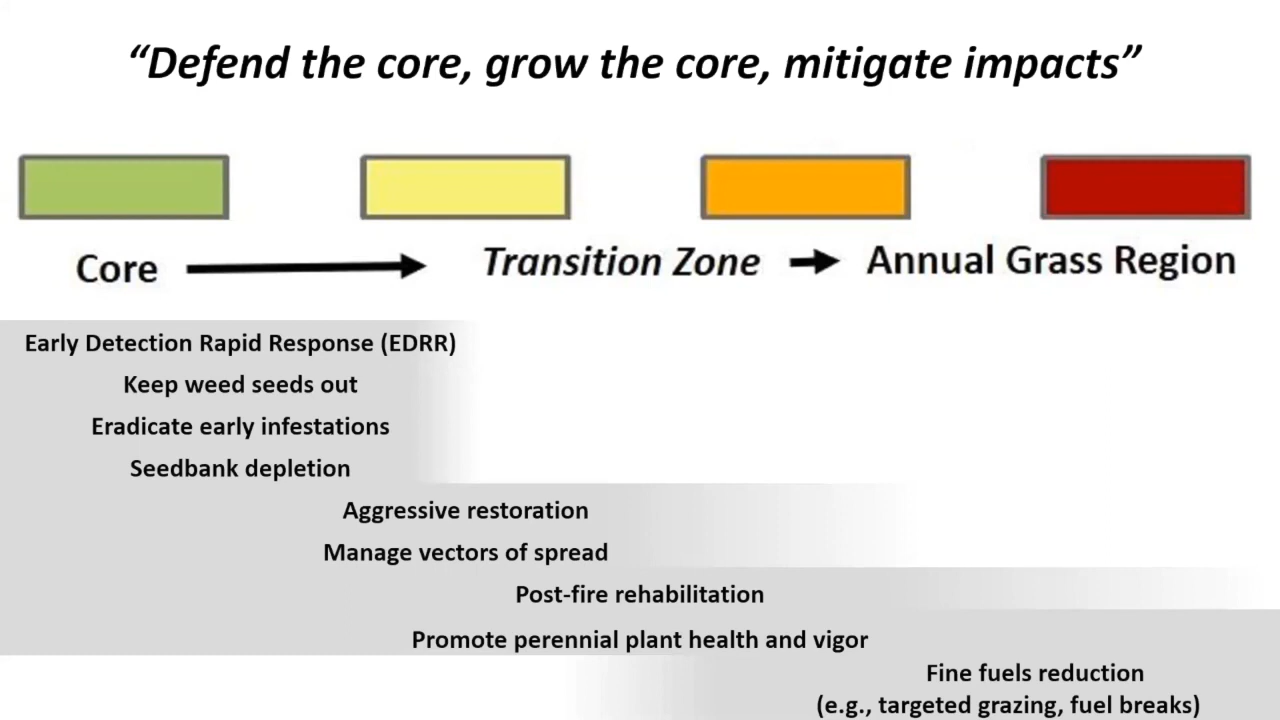 “Defend the core, grow the core, mitigate impacts”
Core
Transition Zone
Annual Grass Region
Early Detection Rapid Response (EDRR)
Keep weed seeds out
Eradicate early infestations
Seedbank depletion
Aggressive restoration
Manage vectors of spread
Post-fire rehabilitation
Promote perennial plant health and vigor
Fine fuels reduction
(e.g., targeted grazing, fuel breaks)